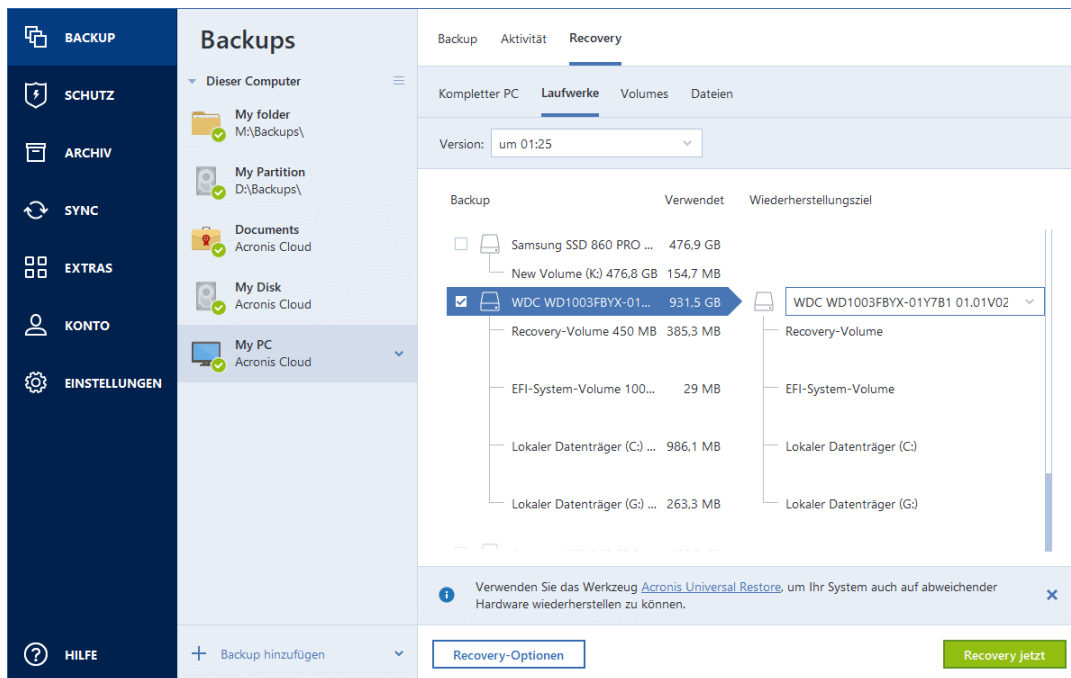 BACKUP
SCHUTZ
ARCHIV
SYNC
EXTRAS
KONTO
EINSTELLUNGEN
HILFE
Backups
Dieser Computer
My folder
M:\Backups\
My Partition
D:\Backups\
Documents
Acronis Cloud
My Disk
Acronis Cloud
My PC
Acronis Cloud
Backup hinzufügen
Backup Aktivität Recovery
Kompletter PC Laufwerke Volumes Dateien
Version: um 01:25
Backup Verwendet Wiederherstellungsziel
Samsung SSD 860 PRO ... 476,9 GB
New Volume (K:) 476,8 GB 154,7 MB
WDC WD1003FBYX-01... 931,5 GB WDC WD1003FBYX-01Y7B1 01.01V02
Recovery-Volume 450 MB 385,3 MB Recovery-Volume
EFI-System-Volume 100... 29 MB EFI-System-Volume
Lokaler Datenträger (C:) ... 986,1 MB Lokaler Datenträger (C:)
Lokaler Datenträger (G:) ... 263,3 MB Lokaler Datenträger (G:)
Verwenden Sie das Werkzeug Acronis Universal Restore, um Ihr System auch auf abweichender
Hardware wiederherstellen zu können.
Recovery-Optionen Recovery jetzt